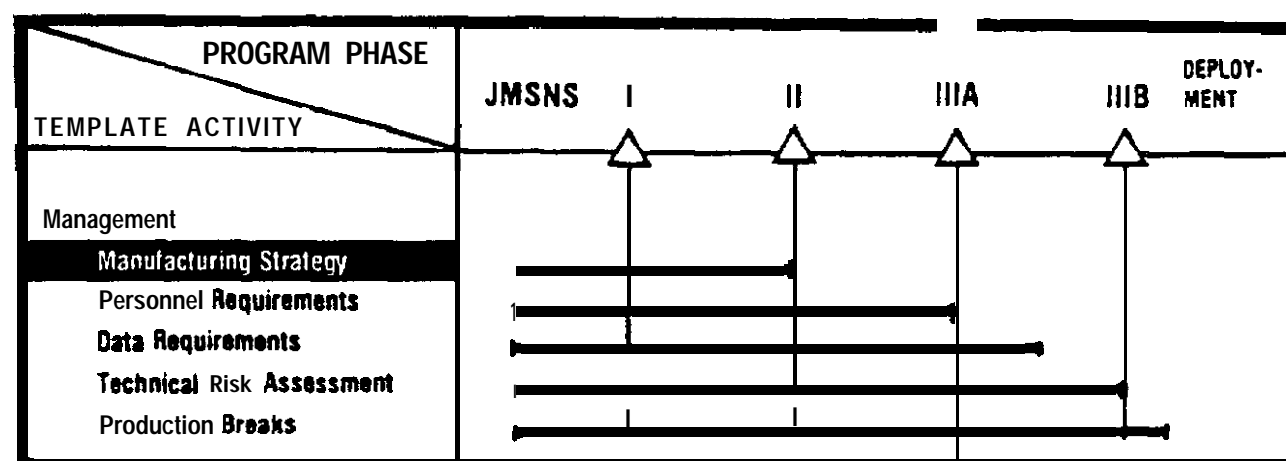 PROGRAM PHASE
TEMPLATE ACTIVITY
JMSNS I II IIIA IIIB DEPLOY-
MENT
Management
Manufacturing Strategy
Personnel Requirements
Data Requirements
Technical Risk Assessment
Production Breaks